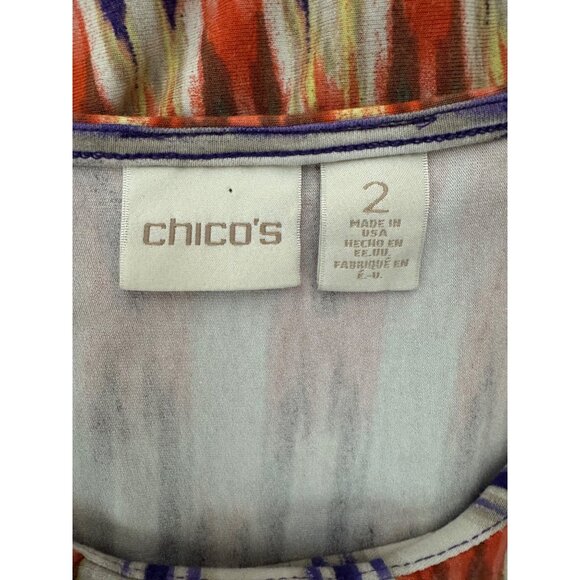 chico's
2
MADE IN
USA
HECHO EN
EE.UU.
FABRIQUÉ EN
É.-U.